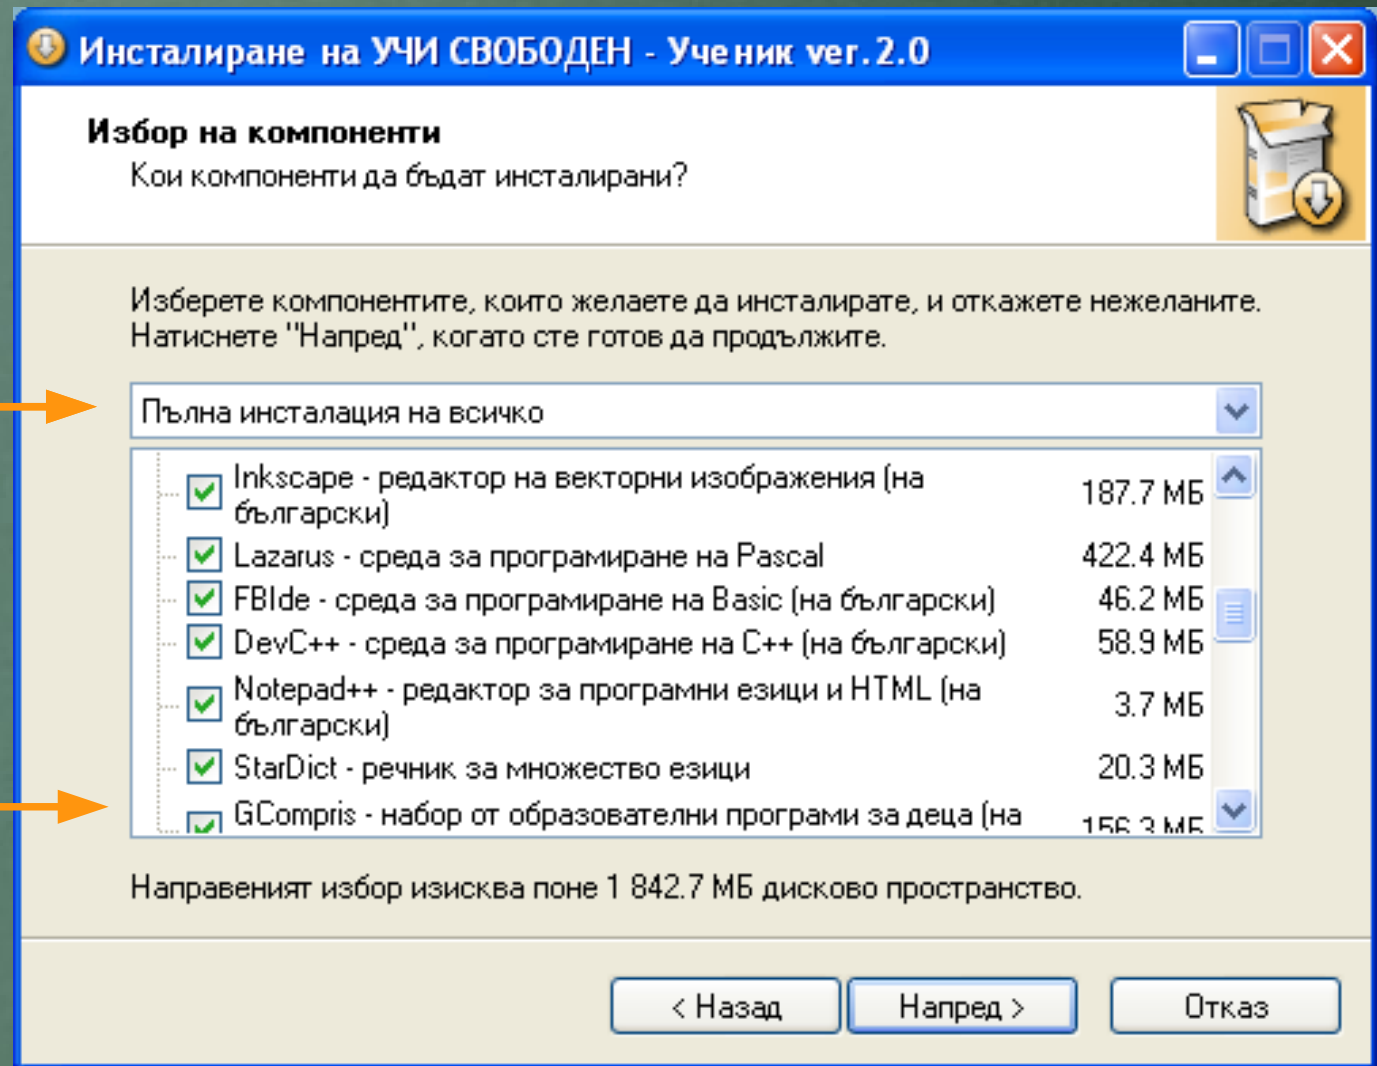 Инсталиране на УЧИ СВОБОДЕН - Ученик ver.2.0
Избор на компоненти
Кои компоненти да бъдат инсталирани?
Изберете компонентите, които желаете да инсталирате, и откажете нежеланите.
Натиснете "Напред", когато сте готов да продължите.
Пълна инсталация на всичко
Inkscape - редактор на векторни изображения (на
български) 187.7 МБ
Lazarus - среда за програмиране на Pascal 422.4 МБ
FBIde - среда за програмиране на Basic (на български) 46.2 МБ
DevC++ - среда за програмиране на C++ (на български) 58.9 МБ
Notepad++ - редактор за програмни езици и HTML (на
български) 3.7 МБ
StarDict - речник за множество езици 20.3 МБ
GCompris - набор от образователни програми за деца (на 156.3 МБ
Направеният избор изисква поне 1 842.7 МБ дисково пространство.
< Назад Напред > Отказ